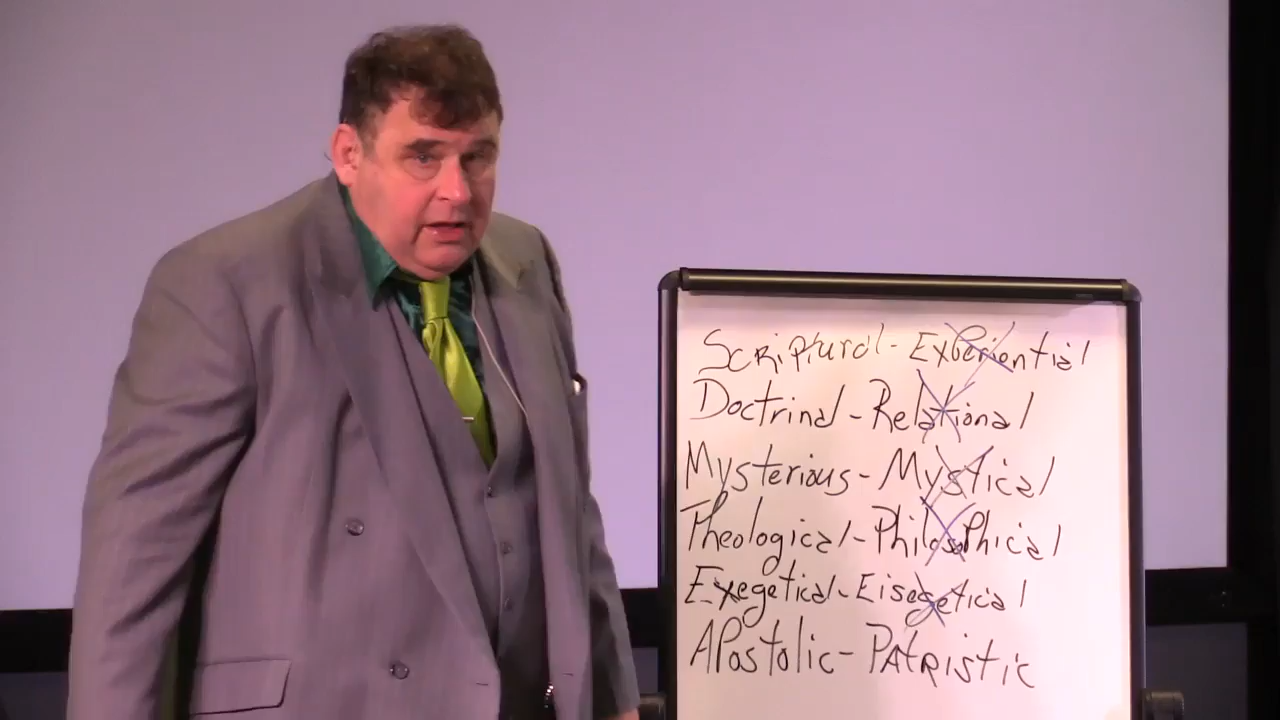 Scriptural - Experiential
Doctrinal - Relational
Mysterious - Mystical
Theological - Philosophical
Exegetical - Eisegetical
APostolic - PATRistic